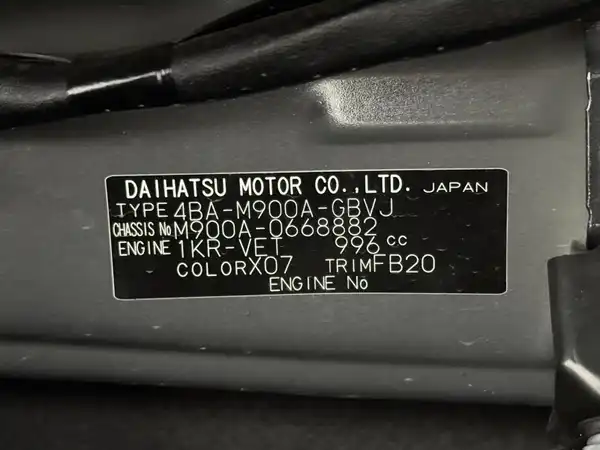 DAIHATSU MOTOR CO.,LTD. JAPAN
TYPE 4BA-M900A-GBVJ
CHASSIS No M900A-0668882
ENGINE 1KR-VET 996 cc
COLOR X07 TRIM FB20
ENGINE No